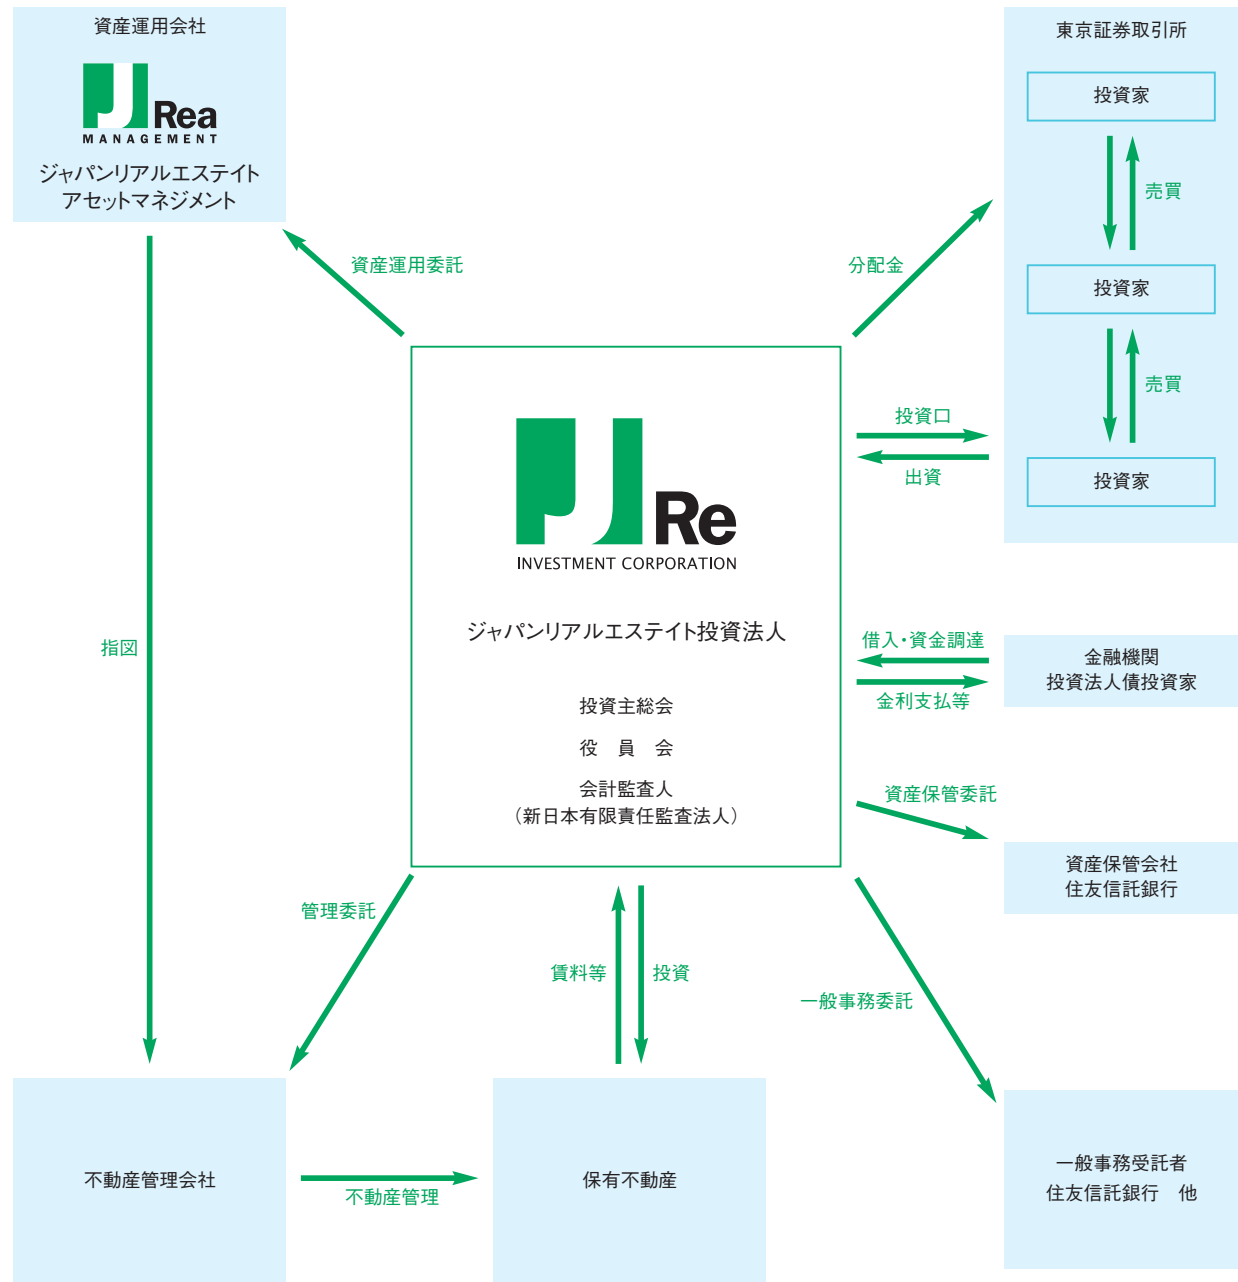 資産運用会社
J Rea
MANAGEMENT
ジャパンリアルエステイト
アセットマネジメント
東京証券取引所
投資家
売買
投資家
売買
投資家
資産運用委託
分配金
投資口
出資
J Re
INVESTMENT CORPORATION
ジャパンリアルエステイト投資法人
投資主総会
役　員　会
会計監査人
（新日本有限責任監査法人）
指図
借入・資金調達
金利支払等
金融機関
投資法人債投資家
資産保管委託
資産保管会社
住友信託銀行
管理委託
賃料等
投資
一般事務委託
不動産管理会社
不動産管理
保有不動産
一般事務受託者
住友信託銀行　他